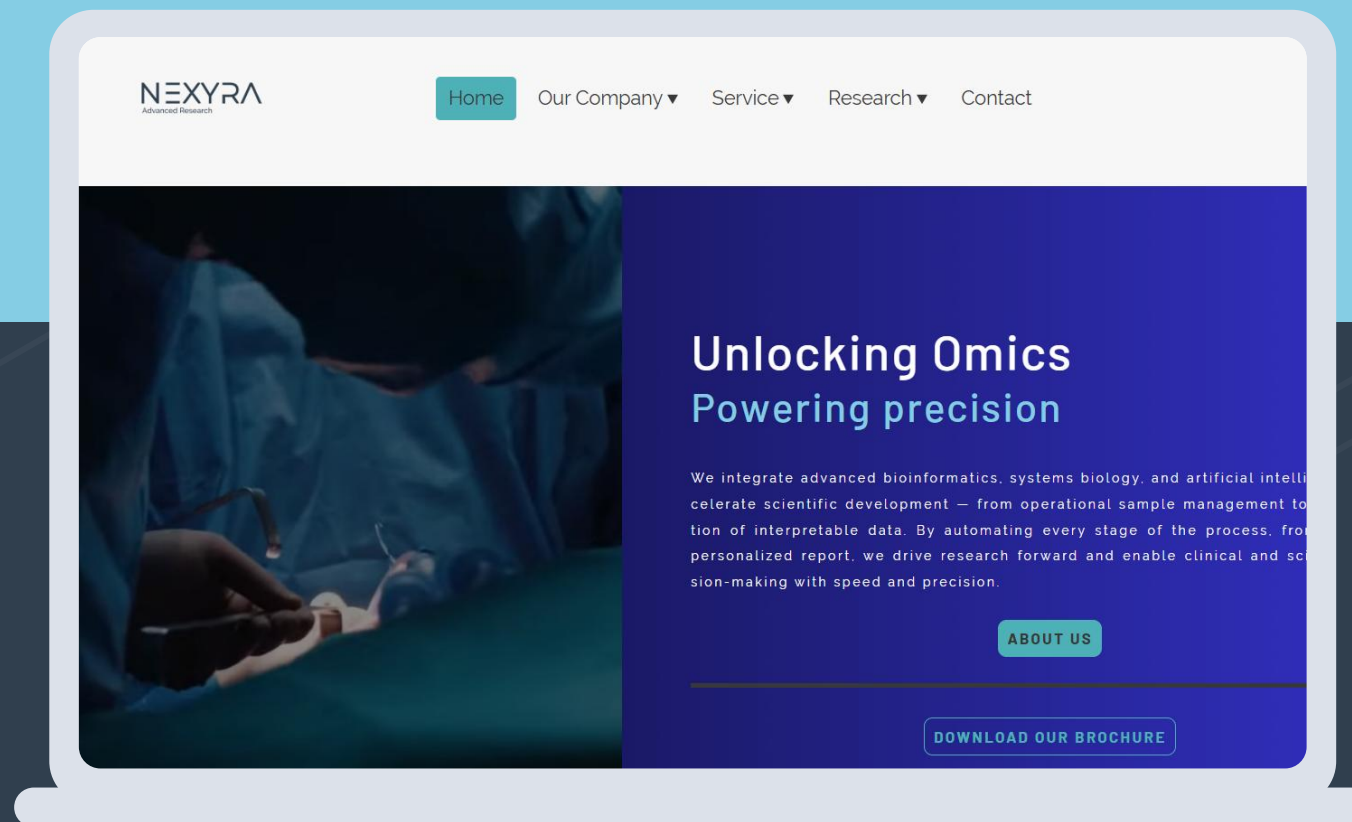 NEXYRA
Advanced Research
Home Our Company ▼ Service ▼ Research ▼ Contact
Unlocking Omics
Powering precision
We integrate advanced bioinformatics, systems biology, and artificial intelli
celerate scientific development — from operational sample management to
tion of interpretable data. By automating every stage of the process, fro
personalized report, we drive research forward and enable clinical and sci
sion-making with speed and precision.
ABOUT US
DOWNLOAD OUR BROCHURE